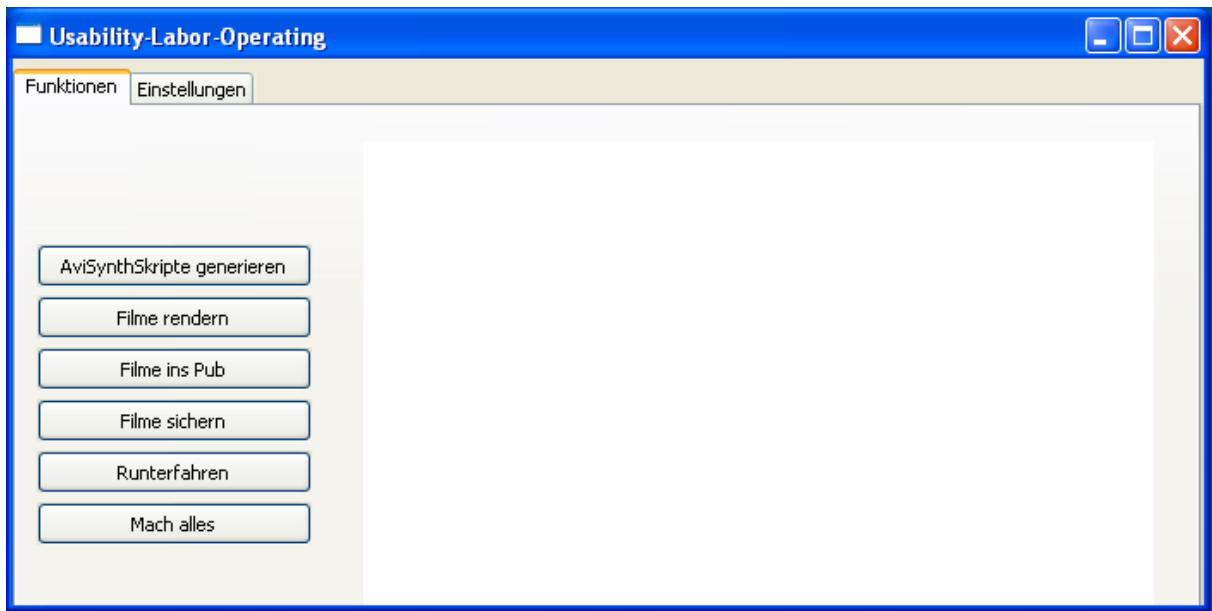 Usability-Labor-Operating
Funktionen Einstellungen
AviSynthSkripte generieren
Filme rendern
Filme ins Pub
Filme sichern
Runterfahren
Mach alles